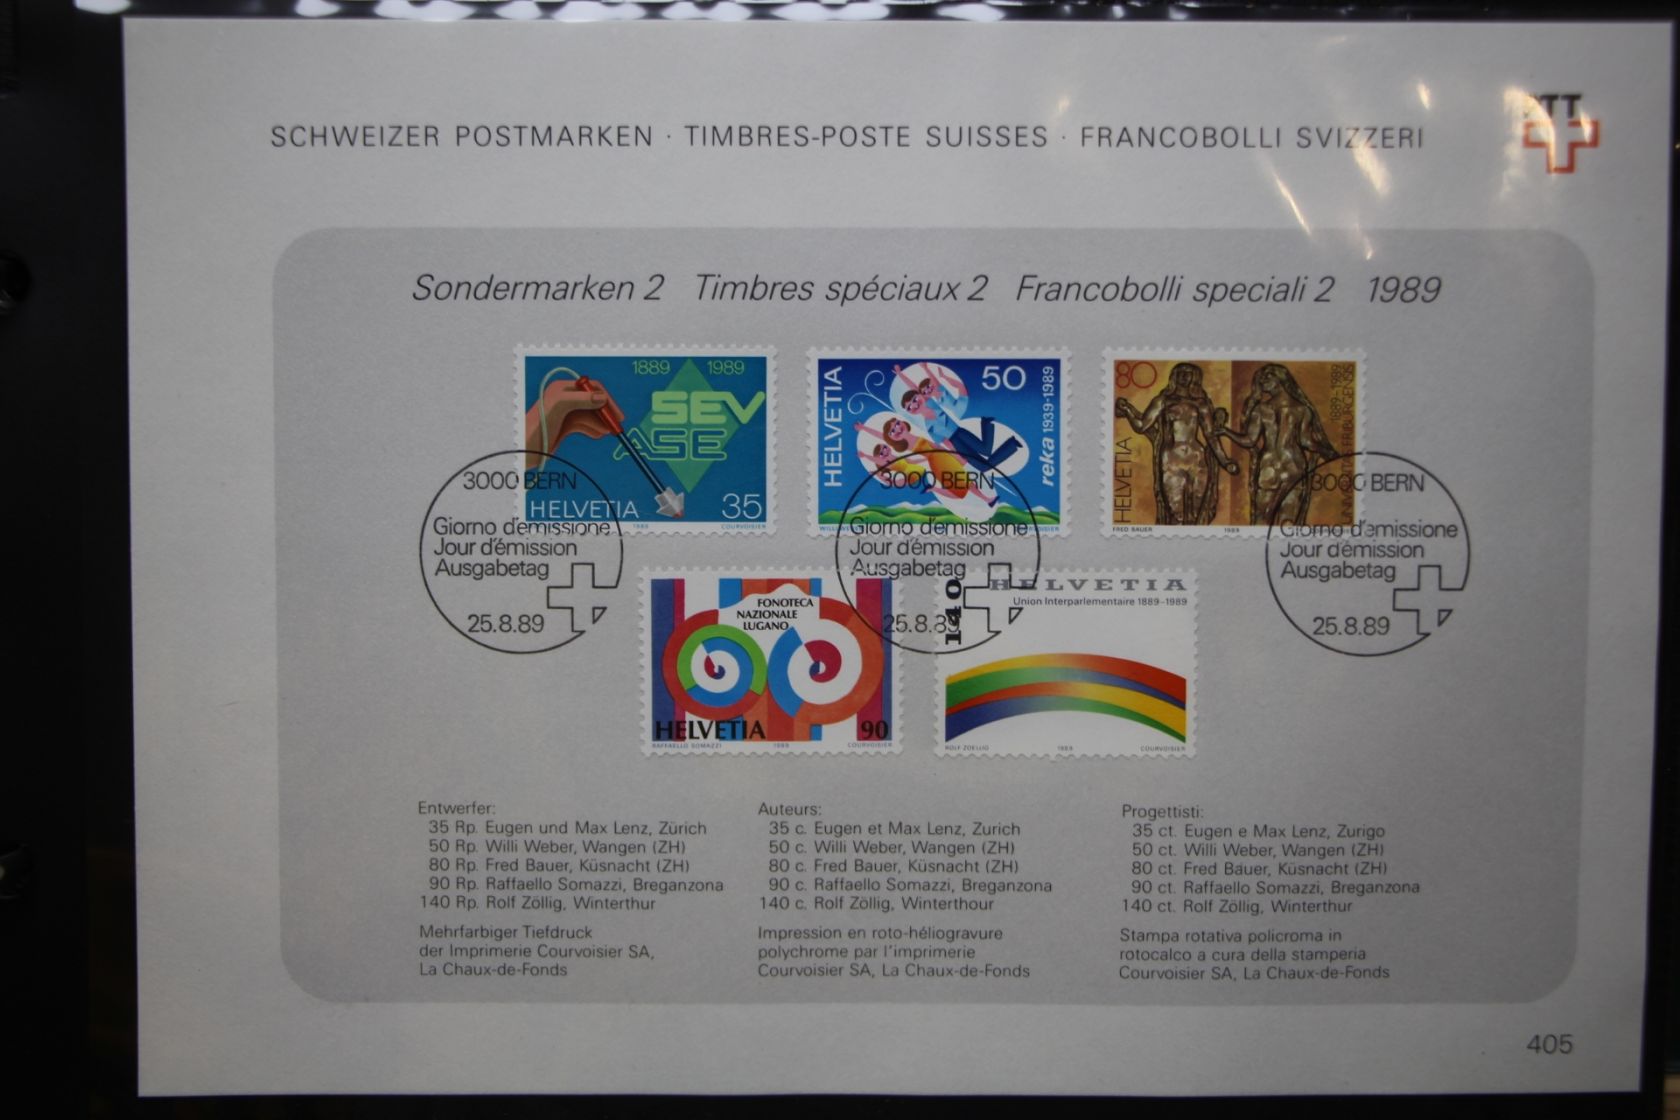 SCHWEIZER POSTMARKEN · TIMBRES-POSTE SUISSES · FRANCOBOLLI SVIZZERI
PTT
Sondermarken 2 Timbres spéciaux 2 Francobolli speciali 2 1989
1889 1989
SEV
ASE
HELVETIA 35
1989 COURVOISIER
HELVETIA
50
reka 1939-1989
80
HELVETIA
1889-1989
FRED BAUER 1989
3000 BERN
Giorno d'emissione
Jour d'émission
Ausgabetag
25.8.89
3000 BERN
Giorno d'emissione
Jour d'émission
Ausgabetag
25.8.89
3000 BERN
Giorno d'emissione
Jour d'émission
Ausgabetag
25.8.89
FONOTECA
NAZIONALE
LUGANO
HELVETIA 90
RAFFAELLO SOMAZZI 1989 COURVOISIER
140
HELVETIA
Union Interparlementaire 1889-1989
ROLF ZOELLIG 1989 COURVOISIER
Entwerfer:
35 Rp. Eugen und Max Lenz, Zürich
50 Rp. Willi Weber, Wangen (ZH)
80 Rp. Fred Bauer, Küsnacht (ZH)
90 Rp. Raffaello Somazzi, Breganzona
140 Rp. Rolf Zöllig, Winterthur
Mehrfarbiger Tiefdruck
der Imprimerie Courvoisier SA,
La Chaux-de-Fonds
Auteurs:
35 c. Eugen et Max Lenz, Zurich
50 c. Willi Weber, Wangen (ZH)
80 c. Fred Bauer, Küsnacht (ZH)
90 c. Raffaello Somazzi, Breganzona
140 c. Rolf Zöllig, Winterthour
Impression en roto-héliogravure
polychrome par l'imprimerie
Courvoisier SA, La Chaux-de-Fonds
Progettisti:
35 ct. Eugen e Max Lenz, Zurigo
50 ct. Willi Weber, Wangen (ZH)
80 ct. Fred Bauer, Küsnacht (ZH)
90 ct. Raffaello Somazzi, Breganzona
140 ct. Rolf Zöllig, Winterthur
Stampa rotativa policroma in
rotocalco a cura della stamperia
Courvoisier SA, La Chaux-de-Fonds
405